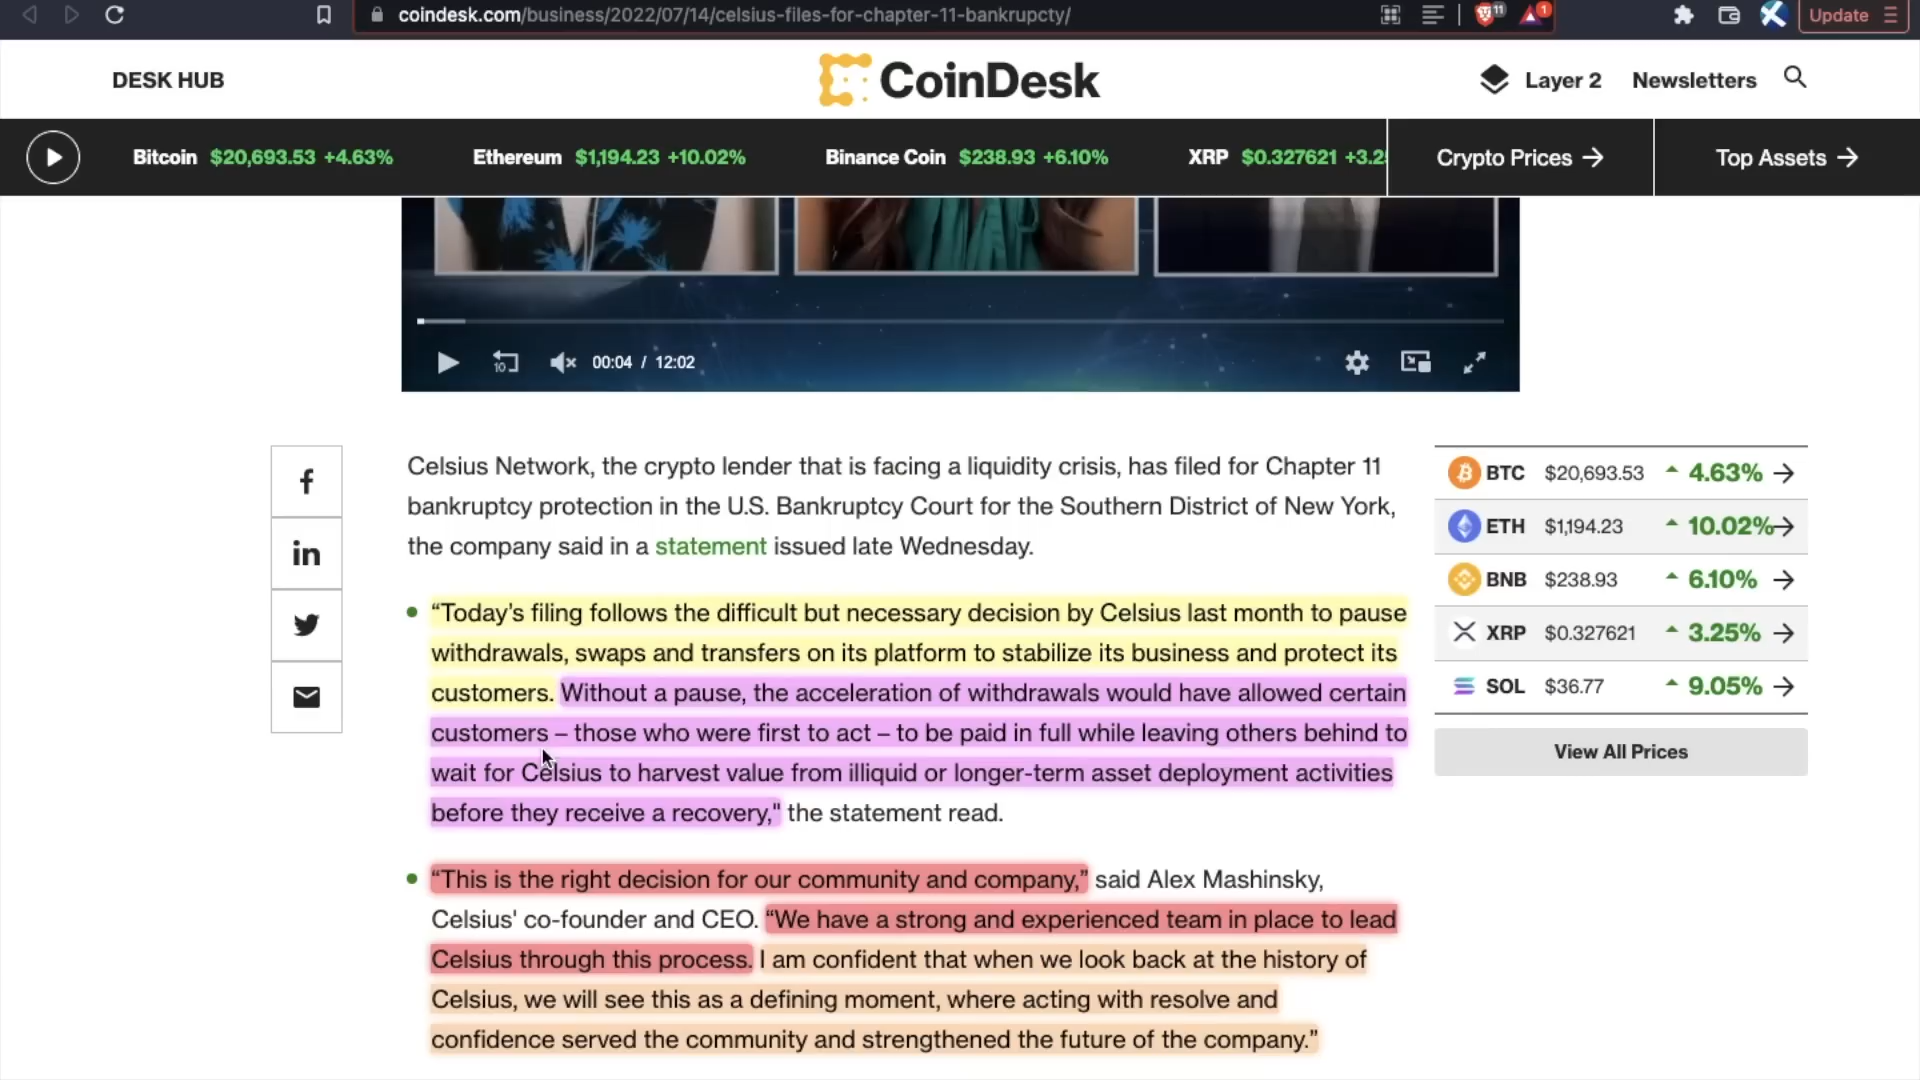 coindesk.com/business/2022/07/14/celsius-files-for-chapter-11-bankrupcty/
11
1
Update
DESK HUB
CoinDesk
Layer 2
Newsletters
Bitcoin $20,693.53 +4.63%
Ethereum $1,194.23 +10.02%
Binance Coin $238.93 +6.10%
XRP $0.327621 +3.25
Crypto Prices →
Top Assets →
10
00:04 / 12:02
Celsius Network, the crypto lender that is facing a liquidity crisis, has filed for Chapter 11
bankruptcy protection in the U.S. Bankruptcy Court for the Southern District of New York,
the company said in a statement issued late Wednesday.
“Today’s filing follows the difficult but necessary decision by Celsius last month to pause
withdrawals, swaps and transfers on its platform to stabilize its business and protect its
customers. Without a pause, the acceleration of withdrawals would have allowed certain
customers – those who were first to act – to be paid in full while leaving others behind to
wait for Celsius to harvest value from illiquid or longer-term asset deployment activities
before they receive a recovery," the statement read.
“This is the right decision for our community and company,” said Alex Mashinsky,
Celsius' co-founder and CEO. “We have a strong and experienced team in place to lead
Celsius through this process. I am confident that when we look back at the history of
Celsius, we will see this as a defining moment, where acting with resolve and
confidence served the community and strengthened the future of the company.”
BTC $20,693.53 4.63% →
ETH $1,194.23 10.02% →
BNB $238.93 6.10% →
XRP $0.327621 3.25% →
SOL $36.77 9.05% →
View All Prices